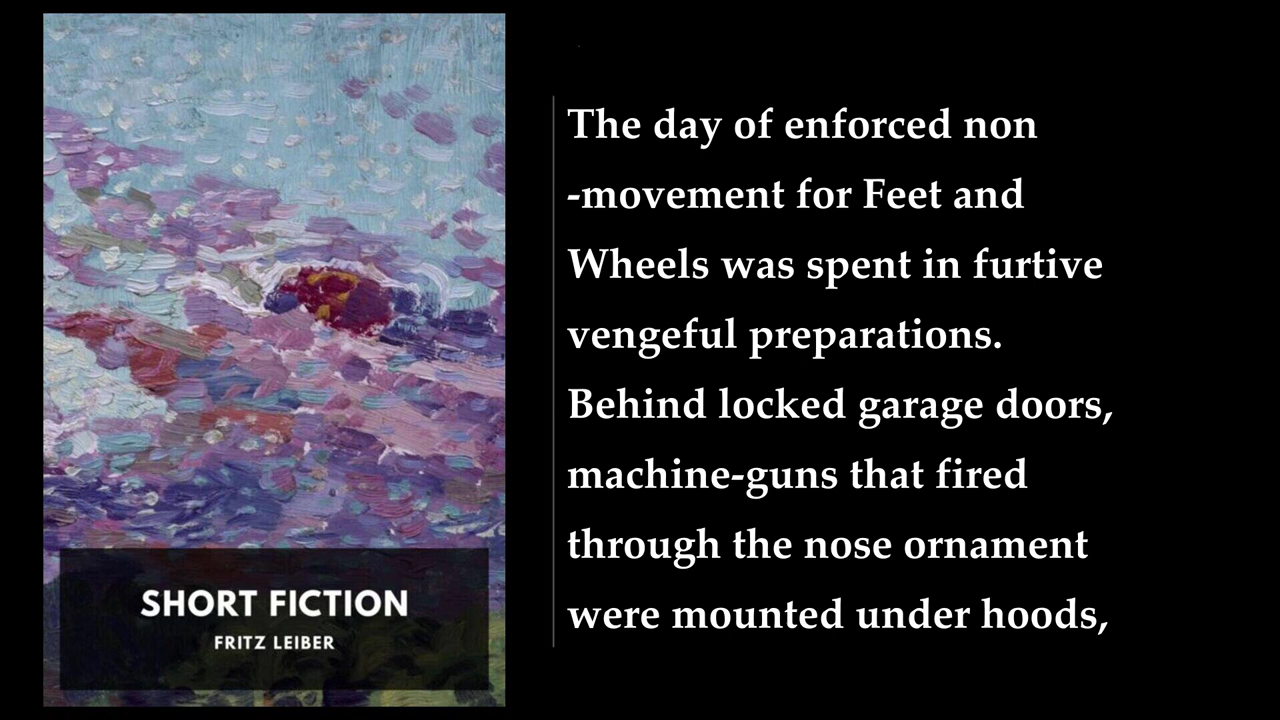 SHORT FICTION
FRITZ LEIBER
The day of enforced non
-movement for Feet and
Wheels was spent in furtive
vengeful preparations.
Behind locked garage doors,
machine-guns that fired
through the nose ornament
were mounted under hoods,